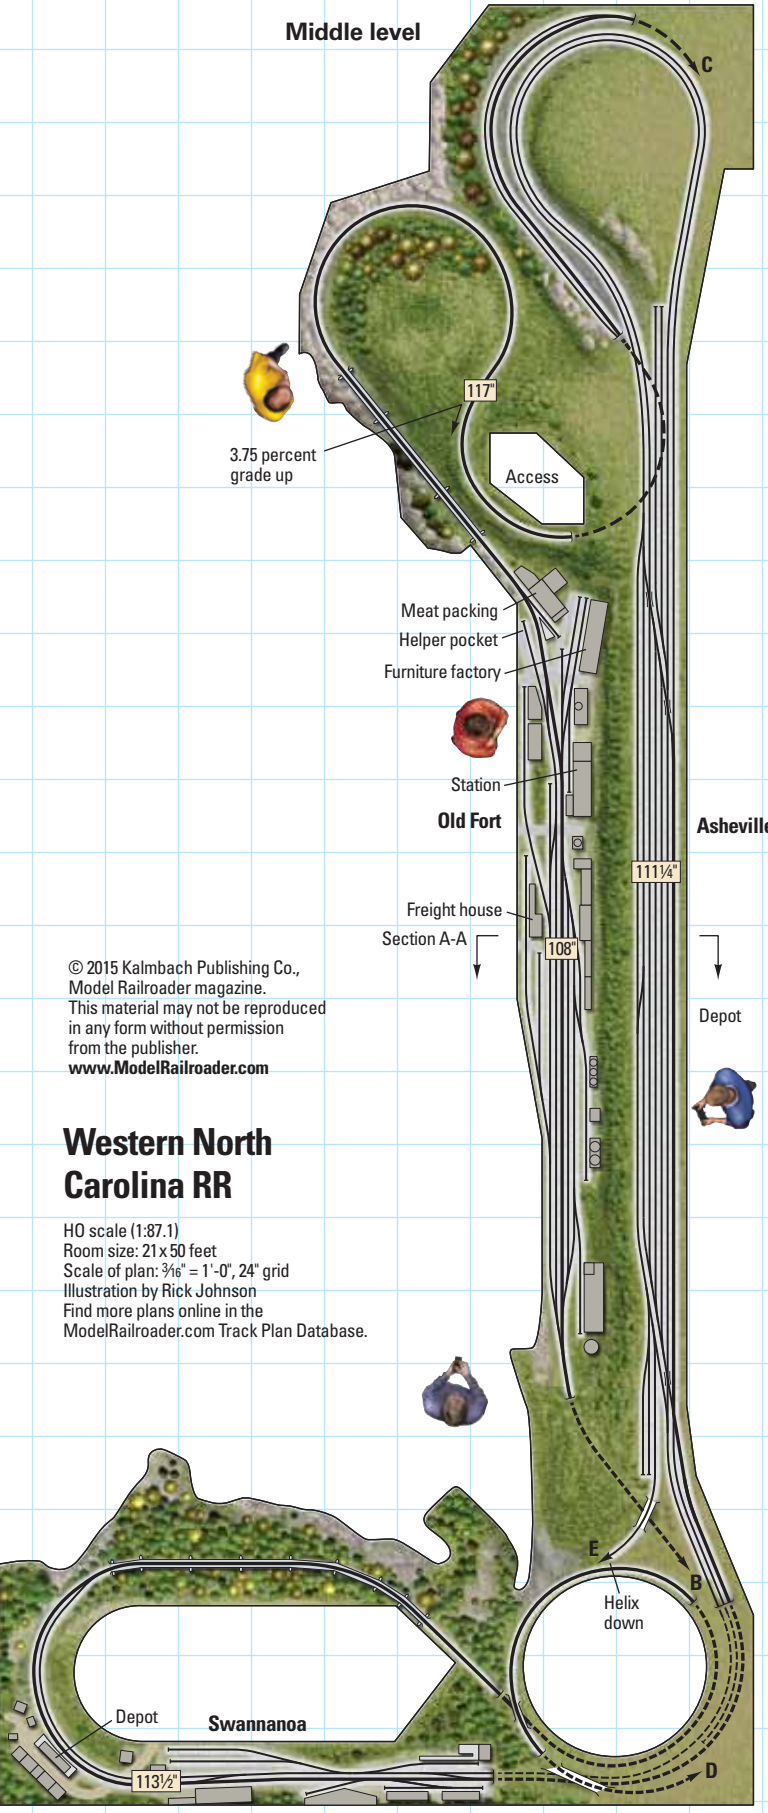 Middle level
C
117"
3.75 percent
grade up
Access
Meat packing
Helper pocket
Furniture factory
Station
Old Fort
Asheville
111¼"
Freight house
Section A-A
108"
© 2015 Kalmbach Publishing Co.,
Model Railroader magazine.
This material may not be reproduced
in any form without permission
from the publisher.
www.ModelRailroader.com
Depot
Western North
Carolina RR
HO scale (1:87.1)
Room size: 21 x 50 feet
Scale of plan: 3⁄16" = 1'-0", 24" grid
Illustration by Rick Johnson
Find more plans online in the
ModelRailroader.com Track Plan Database.
E
B
Helix
down
Depot
Swannanoa
113½"
D